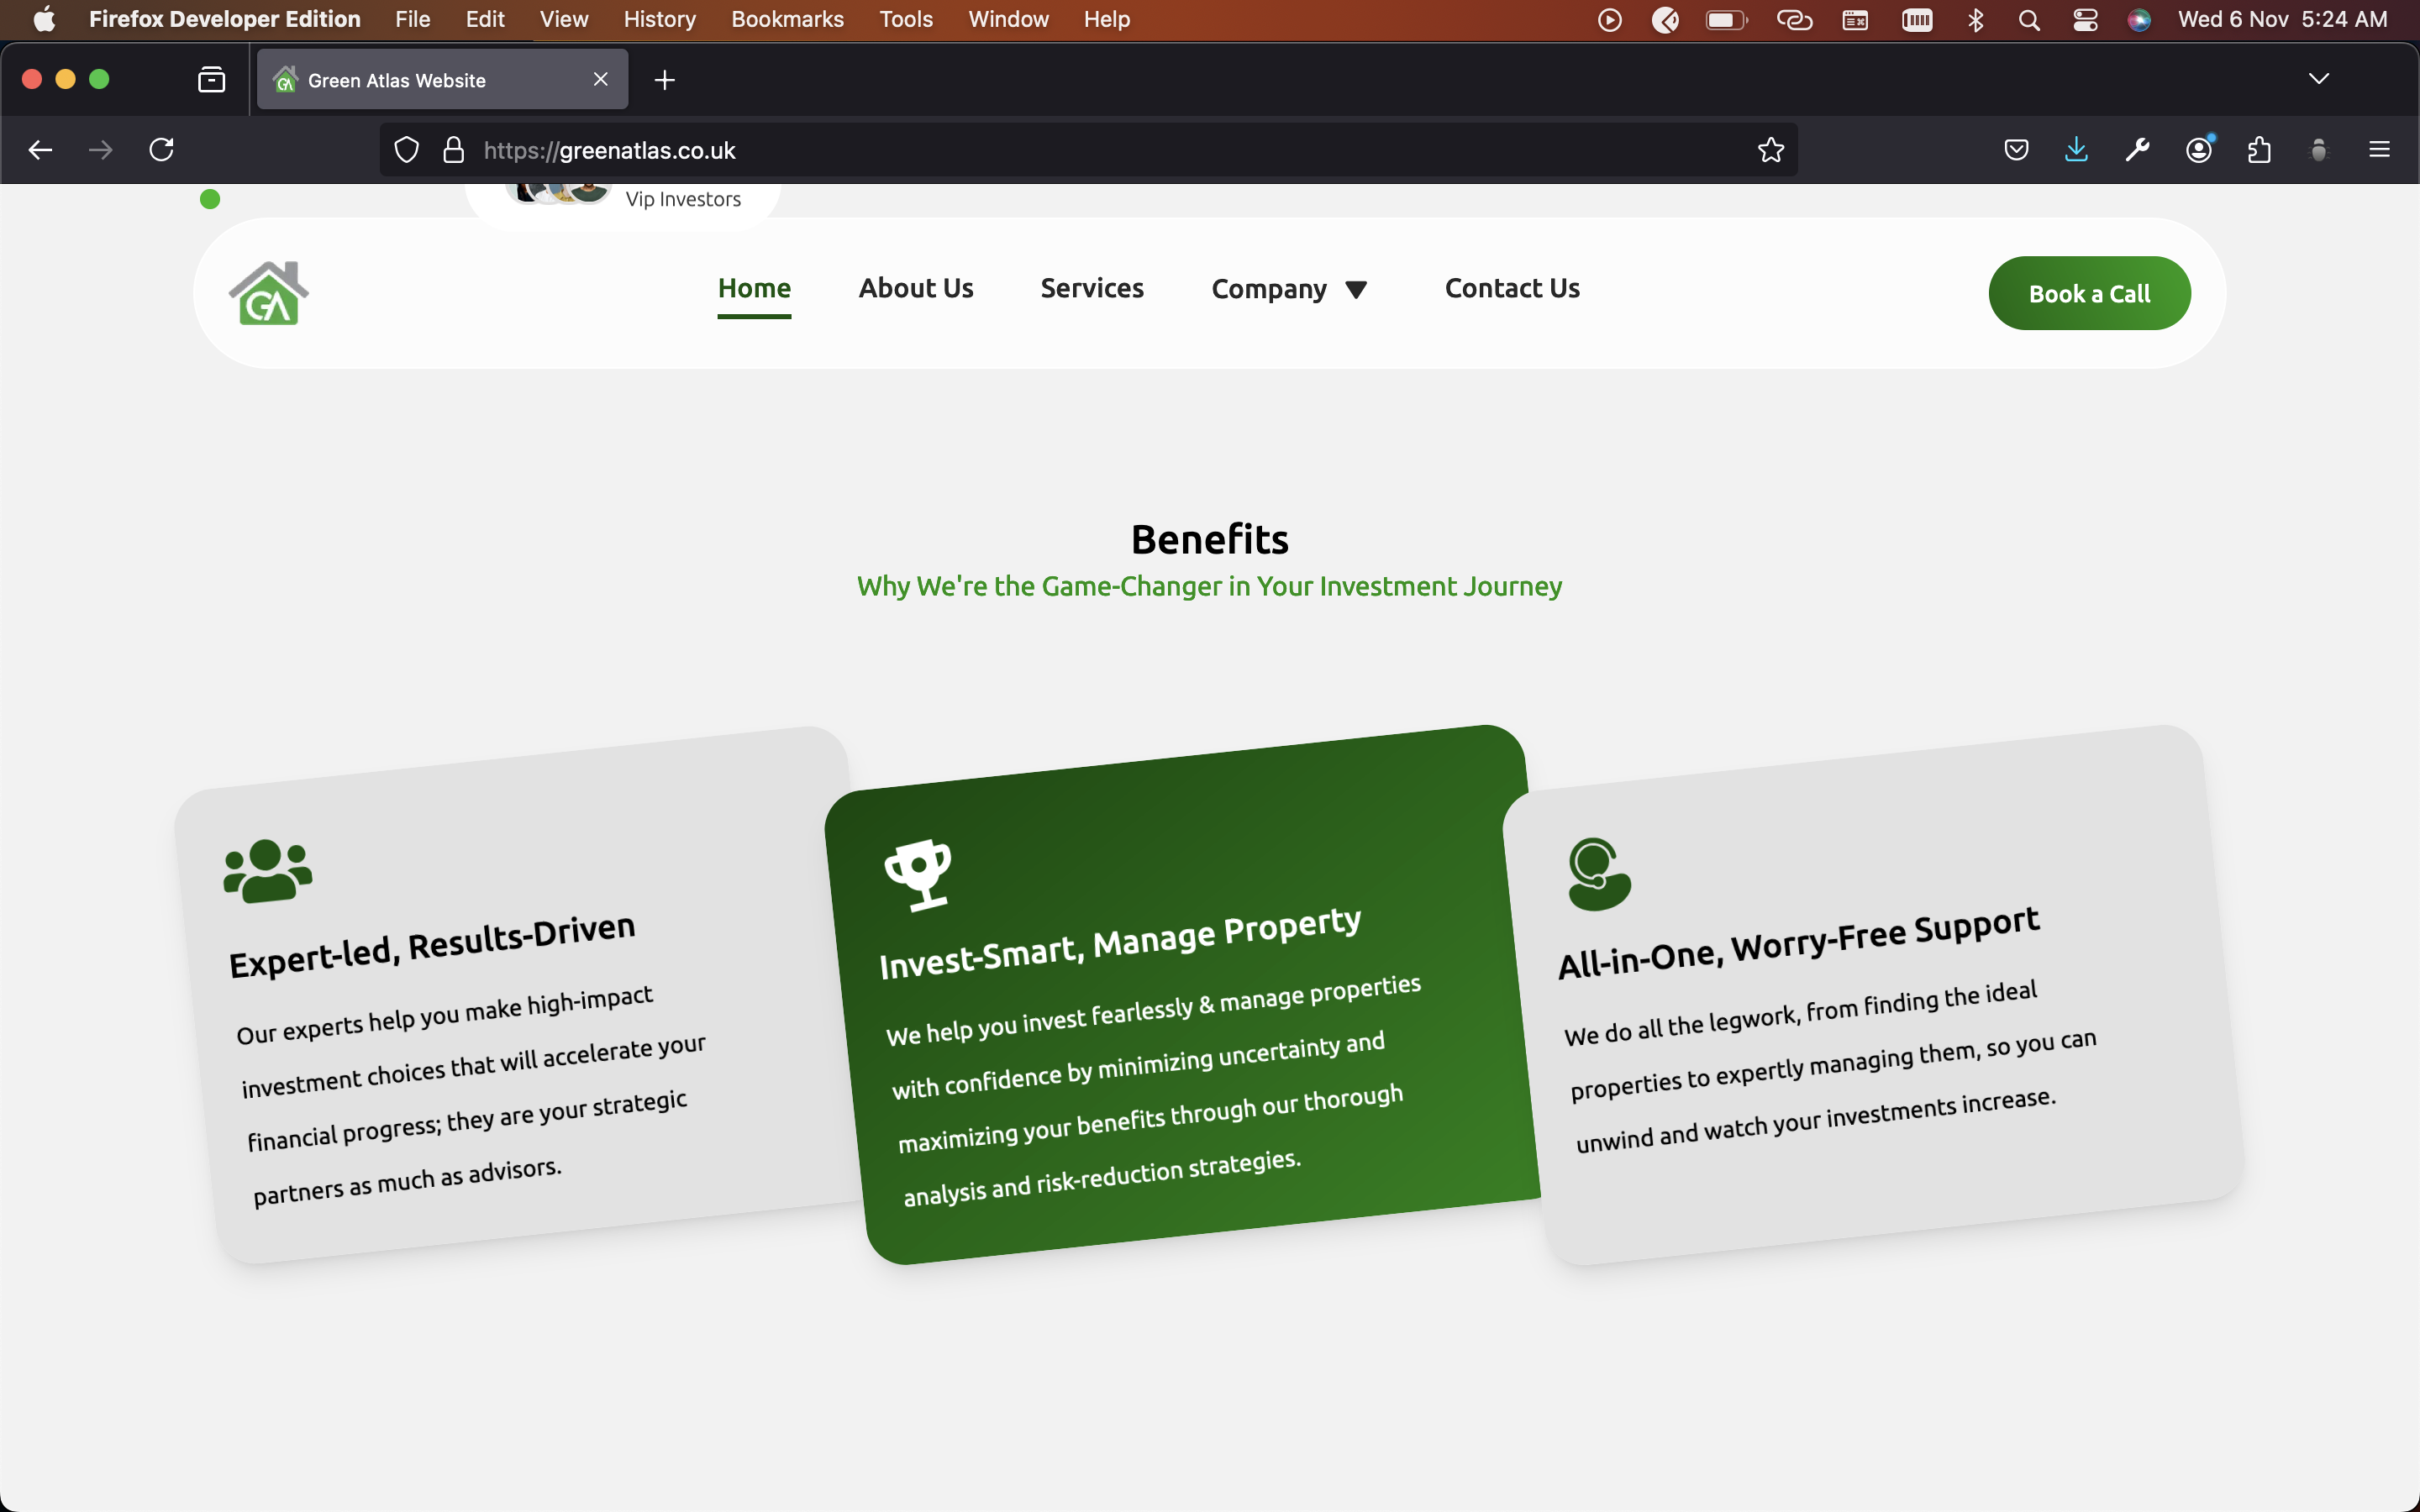 Firefox Developer Edition File Edit View History Bookmarks Tools Window Help Wed 6 Nov 5:24 AM
Green Atlas Website
https://greenatlas.co.uk
Vip Investors
GA
Home About Us Services Company Contact Us Book a Call
Benefits
Why We're the Game-Changer in Your Investment Journey
Expert-led, Results-Driven
Our experts help you make high-impact
investment choices that will accelerate your
financial progress; they are your strategic
partners as much as advisors.
Invest-Smart, Manage Property
We help you invest fearlessly & manage properties
with confidence by minimizing uncertainty and
maximizing your benefits through our thorough
analysis and risk-reduction strategies.
All-in-One, Worry-Free Support
We do all the legwork, from finding the ideal
properties to expertly managing them, so you can
unwind and watch your investments increase.